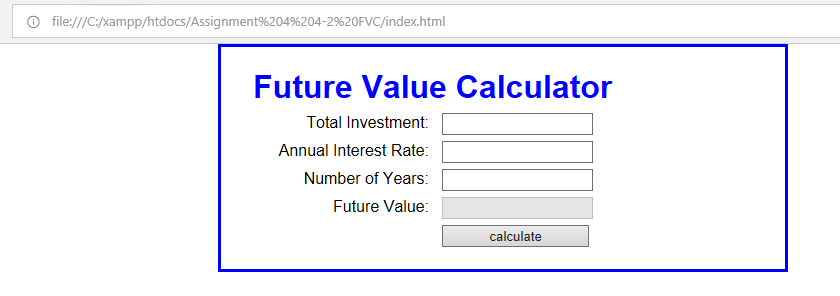 file:///C:/xampp/htdocs/Assignment%204%204-2%20FVC/index.html
Future Value Calculator
Total Investment:
Annual Interest Rate:
Number of Years:
Future Value:
calculate